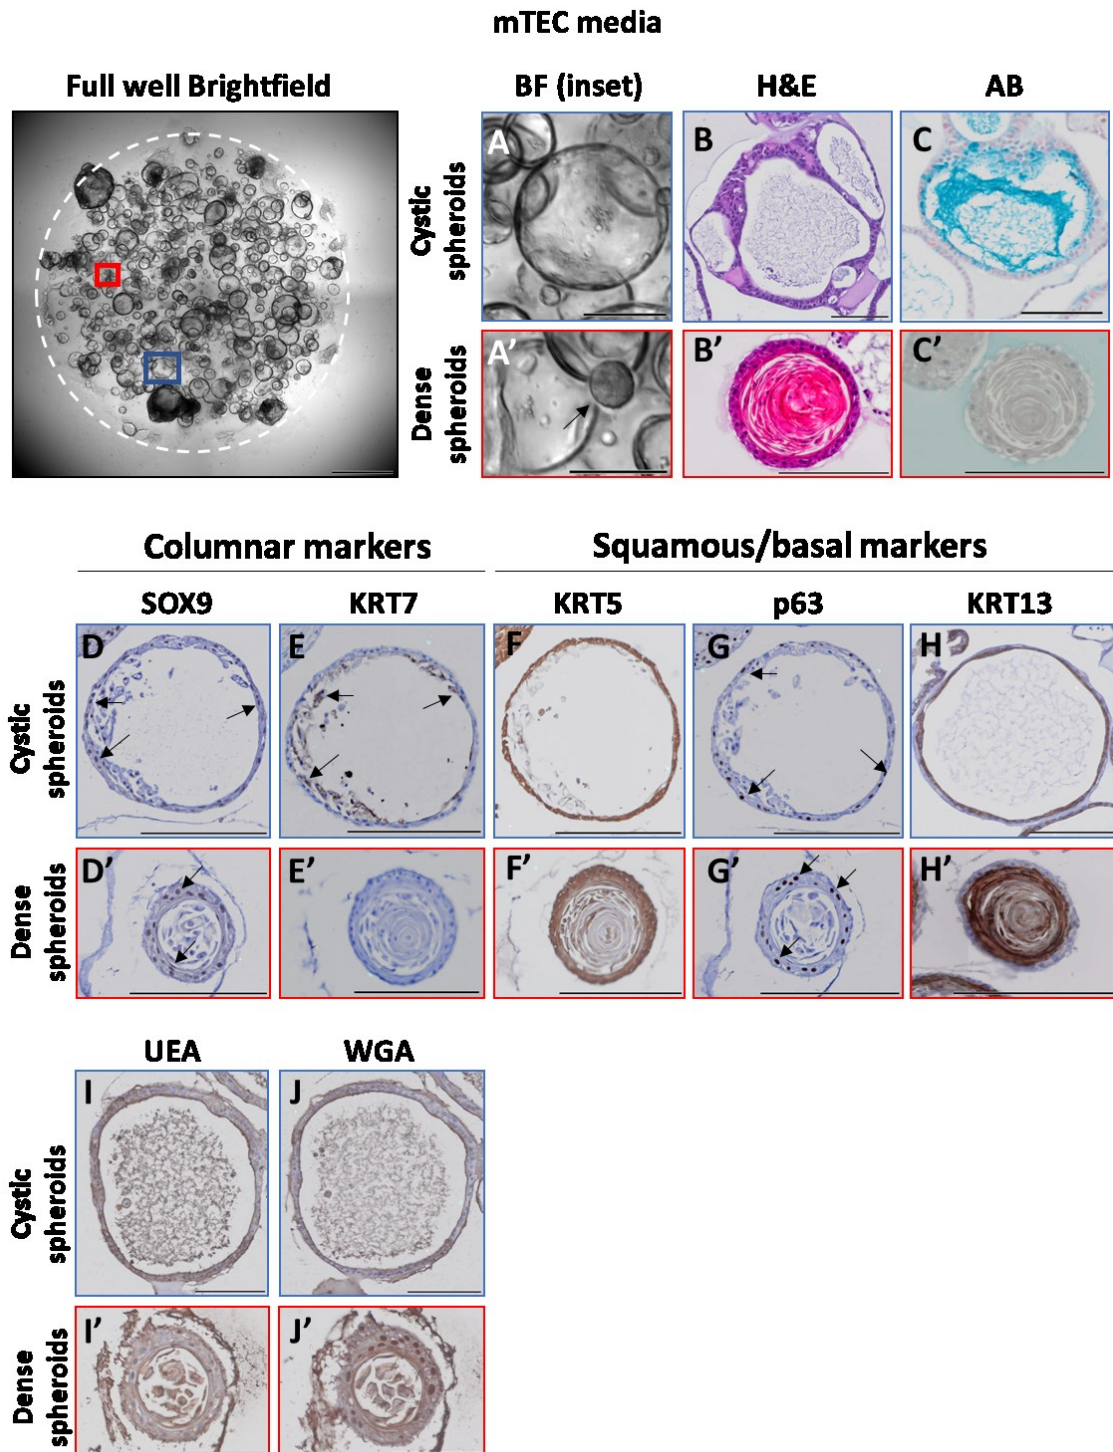 mTEC media
Full well Brightfield
BF (inset)
H&E
AB
Cystic
spheroids
A
B
C
Dense
spheroids
A’
B’
C’
Columnar markers
Squamous/basal markers
SOX9
KRT7
KRT5
p63
KRT13
Cystic
spheroids
D
E
F
G
H
Dense
spheroids
D’
E’
F’
G’
H’
UEA
WGA
Cystic
spheroids
I
J
Dense
spheroids
I’
J’